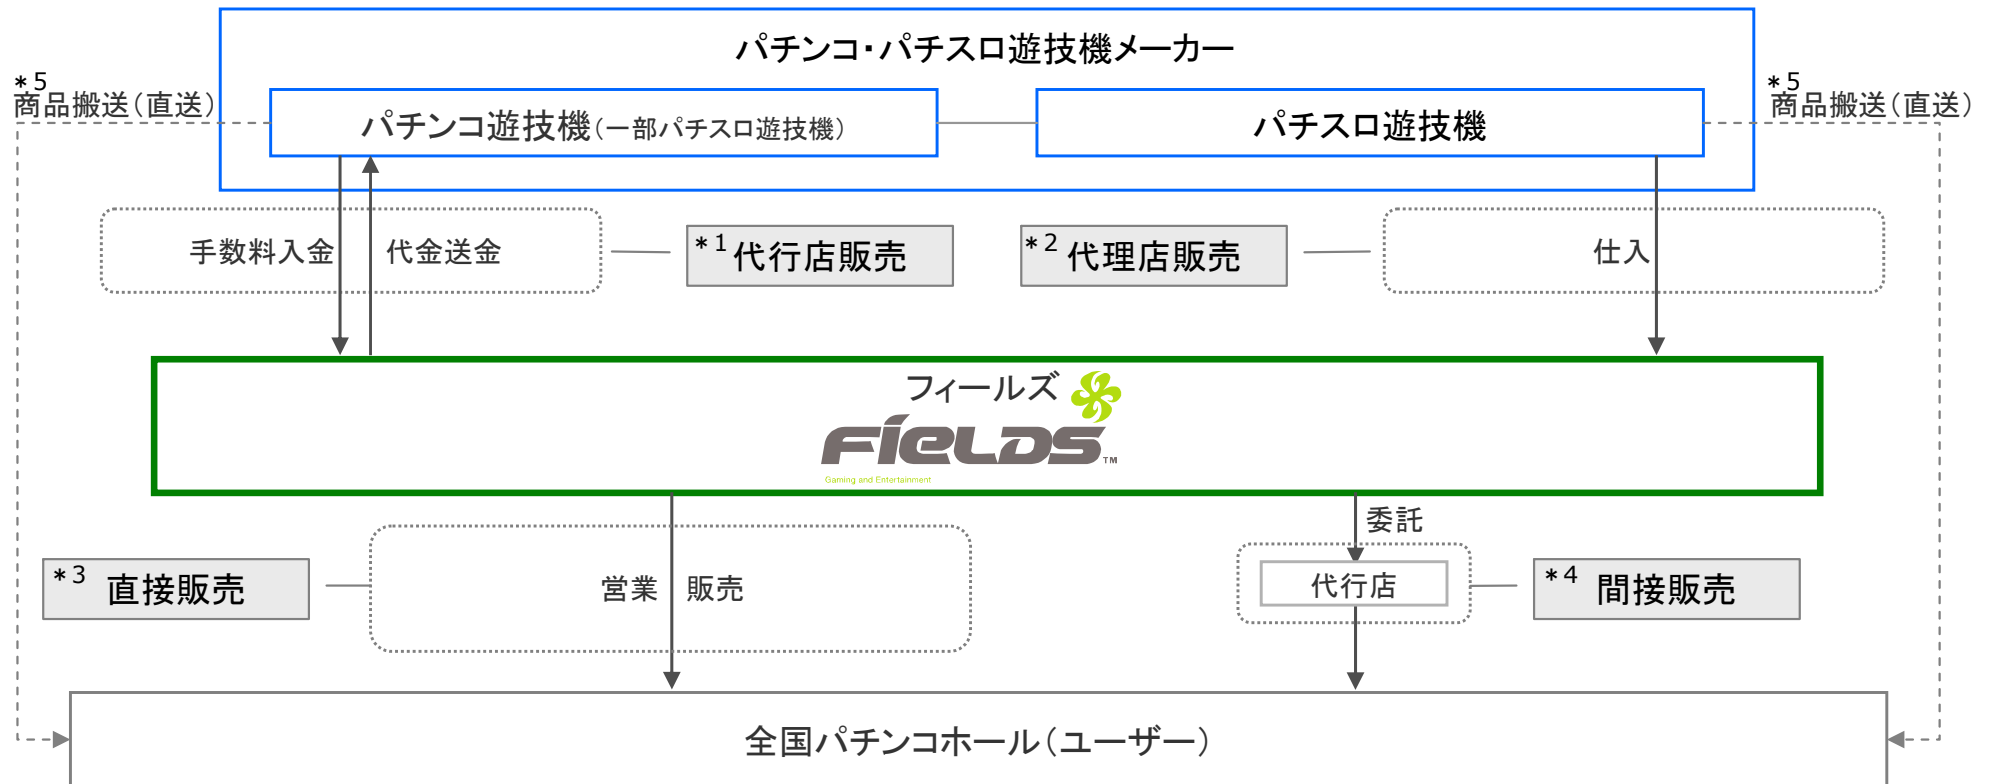 パチンコ・パチスロ遊技機メーカー
*5
商品搬送(直送)
*5
商品搬送(直送)
パチンコ遊技機(一部パチスロ遊技機)
パチスロ遊技機
手数料入金
代金送金
*1 代行店販売
*2 代理店販売
仕入
フィールズ
FIELDS TM
Gaming and Entertainment
委託
*3 直接販売
営業
販売
代行店
*4 間接販売
全国パチンコホール(ユーザー)